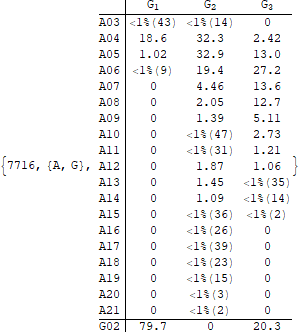 G1 G2 G3
A03 <1%(43) <1%(14) 0
A04 18.6 32.3 2.42
A05 1.02 32.9 13.0
A06 <1%(9) 19.4 27.2
A07 0 4.46 13.6
A08 0 2.05 12.7
A09 0 1.39 5.11
A10 0 <1%(47) 2.73
A11 0 <1%(31) 1.21
{7716, {A, G}, A12 0 1.87 1.06 }
A13 0 1.45 <1%(35)
A14 0 1.09 <1%(14)
A15 0 <1%(36) <1%(2)
A16 0 <1%(26) 0
A17 0 <1%(39) 0
A18 0 <1%(23) 0
A19 0 <1%(15) 0
A20 0 <1%(3) 0
A21 0 <1%(2) 0
G02 79.7 0 20.3